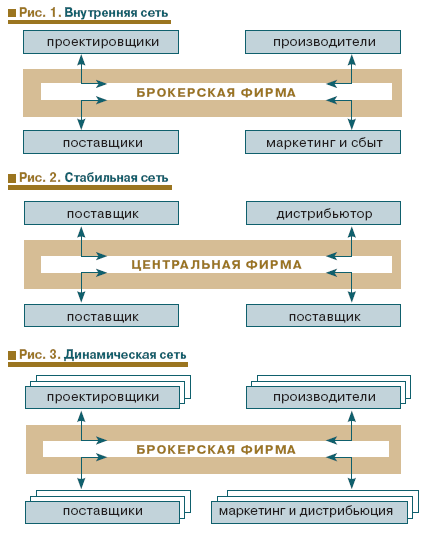 Рис. 1. Внутренняя сеть
проектировщики
производители
БРОКЕРСКАЯ ФИРМА
поставщики
маркетинг и сбыт
Рис. 2. Стабильная сеть
поставщик
дистрибьютор
ЦЕНТРАЛЬНАЯ ФИРМА
поставщик
поставщик
Рис. 3. Динамическая сеть
проектировщики
производители
БРОКЕРСКАЯ ФИРМА
поставщики
маркетинг и дистрибьюция